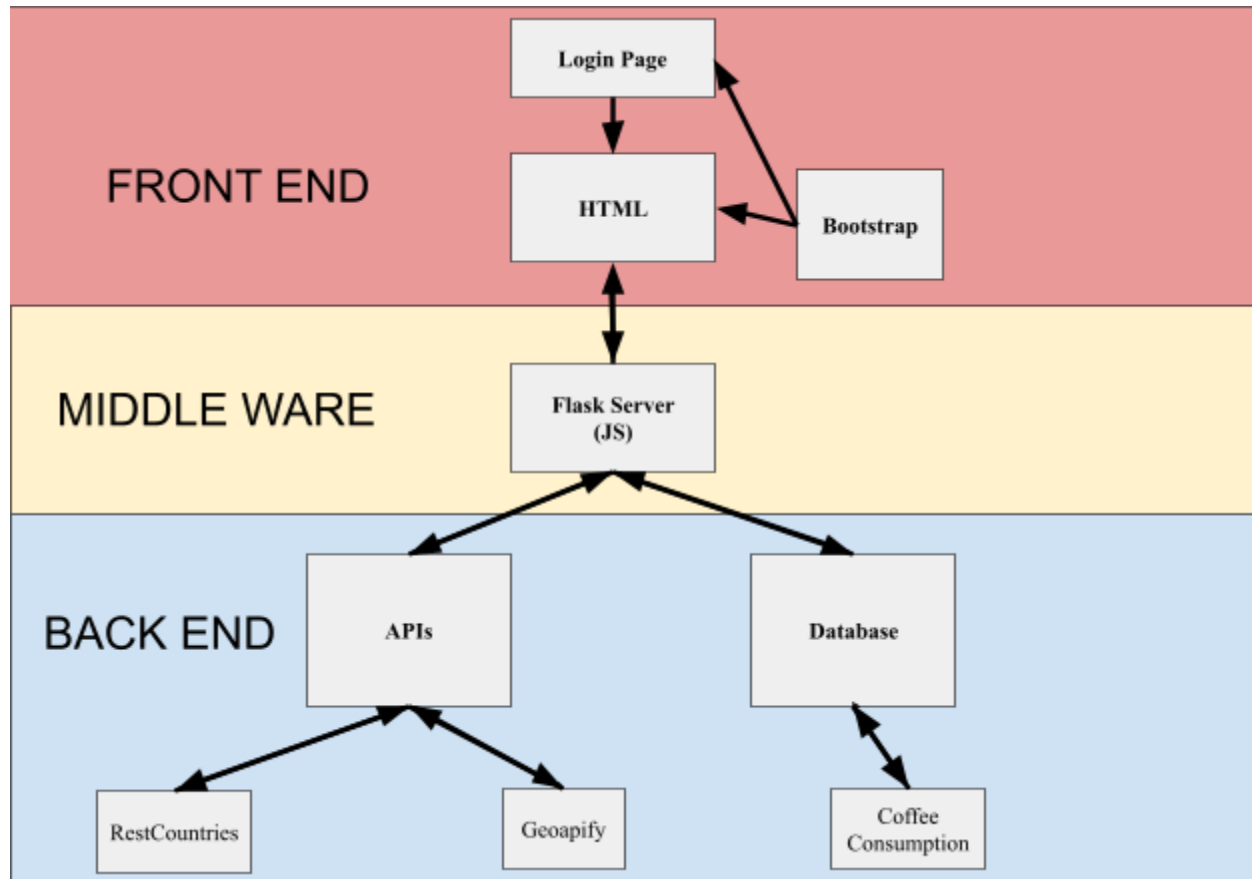 Login Page
FRONT END
HTML
Bootstrap
MIDDLE WARE
Flask Server
(JS)
BACK END
APIs
Database
RestCountries
Geoapify
Coffee
Consumption